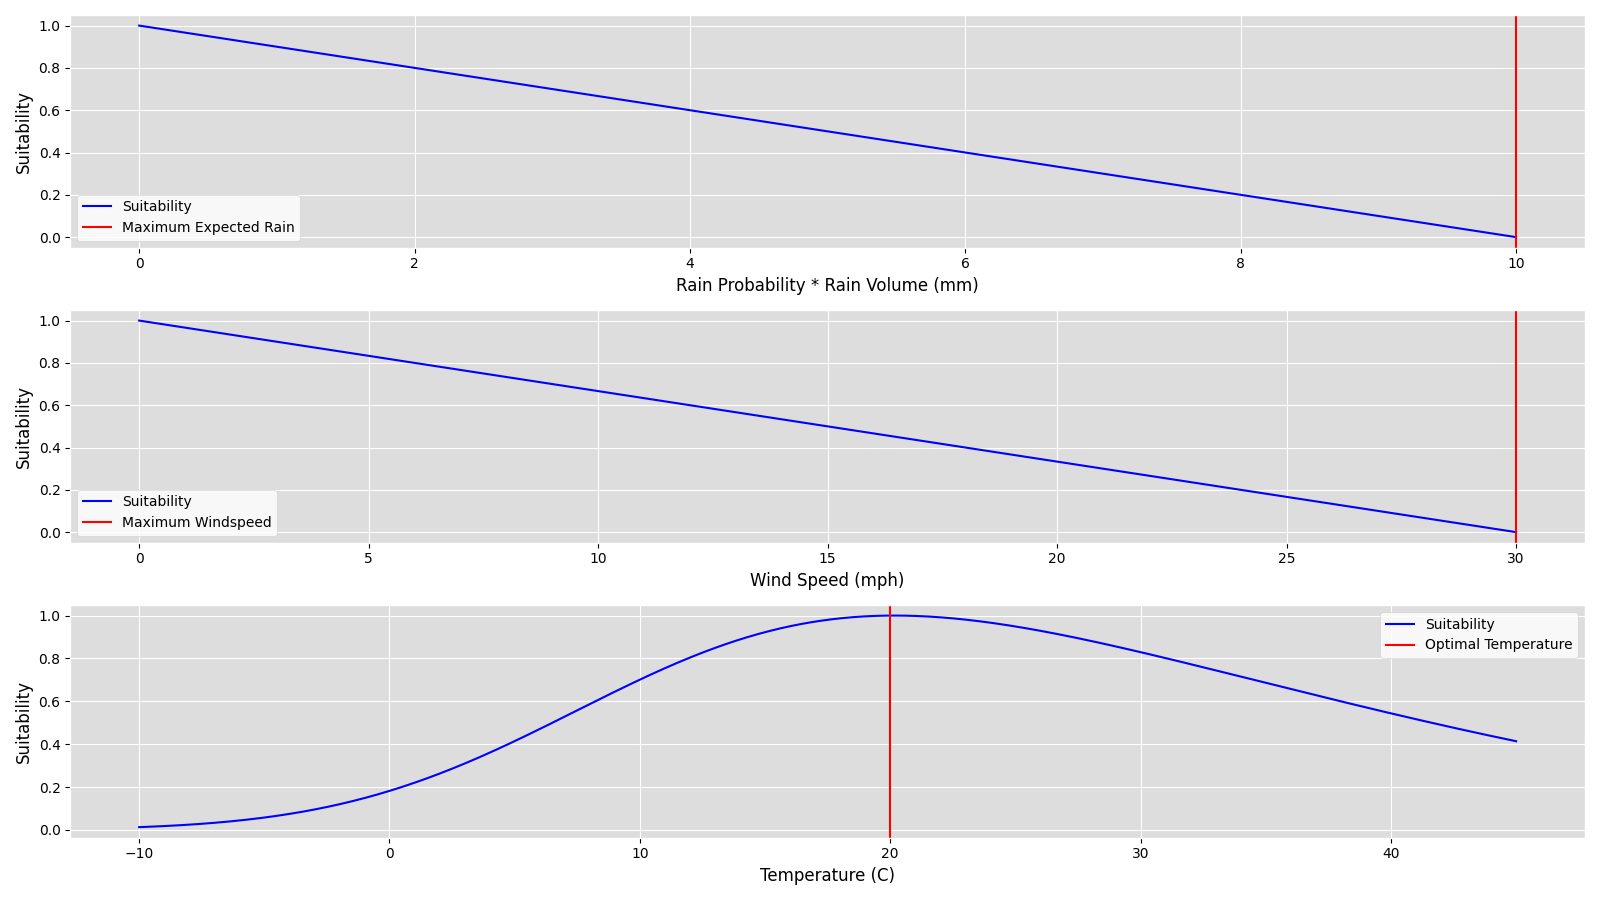 1.0
0.8
0.6
0.4
0.2
0.0
Suitability
Suitability
Maximum Expected Rain
0 2 4 6 8 10
Rain Probability * Rain Volume (mm)
1.0
0.8
0.6
0.4
0.2
0.0
Suitability
Suitability
Maximum Windspeed
0 5 10 15 20 25 30
Wind Speed (mph)
1.0
0.8
0.6
0.4
0.2
0.0
Suitability
Suitability
Optimal Temperature
−10 0 10 20 30 40
Temperature (C)